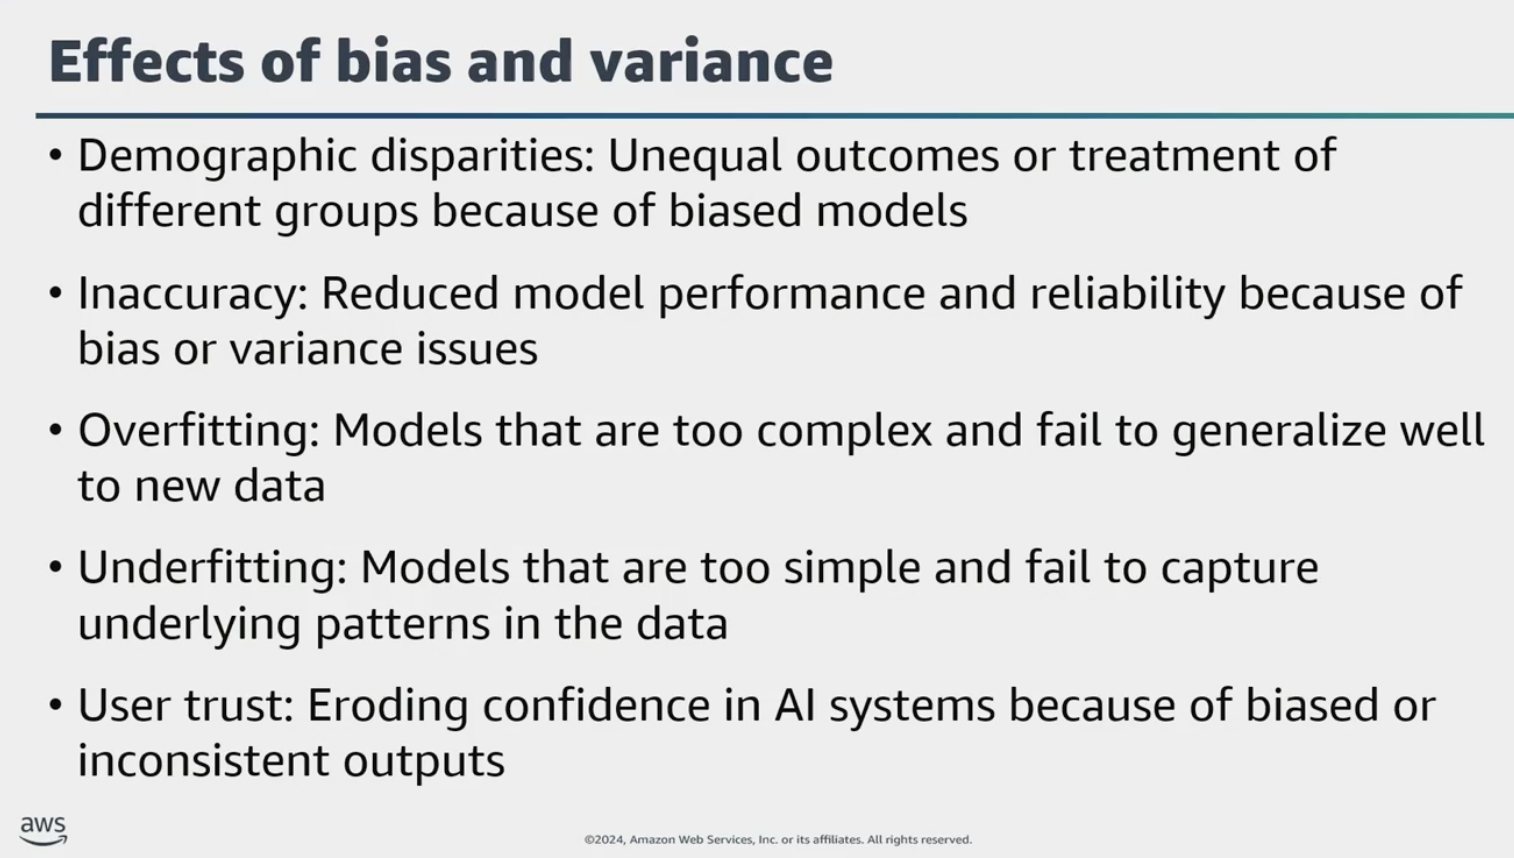 Effects of bias and variance
• Demographic disparities: Unequal outcomes or treatment of
different groups because of biased models
• Inaccuracy: Reduced model performance and reliability because of
bias or variance issues
• Overfitting: Models that are too complex and fail to generalize well
to new data
• Underfitting: Models that are too simple and fail to capture
underlying patterns in the data
• User trust: Eroding confidence in AI systems because of biased or
inconsistent outputs
aws
©2024, Amazon Web Services, Inc. or its affiliates. All rights reserved.